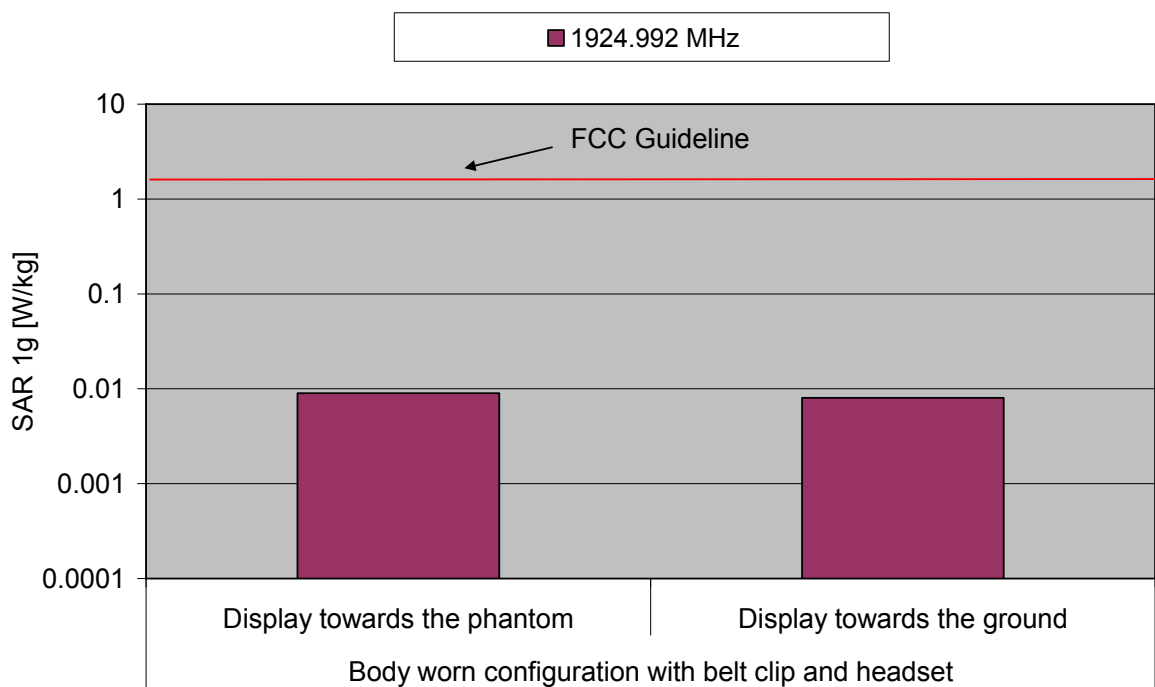 1924.992 MHz
10
FCC Guideline
1
0.1
SAR 1g [W/kg]
0.01
0.001
0.0001
Display towards the phantom
Display towards the ground
Body worn configuration with belt clip and headset